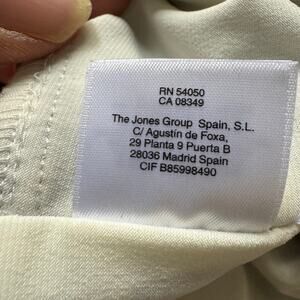 RN 54050
CA 08349
The Jones Group Spain, S.L.
C/ Agustín de Foxa,
29 Planta 9 Puerta B
28036 Madrid Spain
CIF B85998490